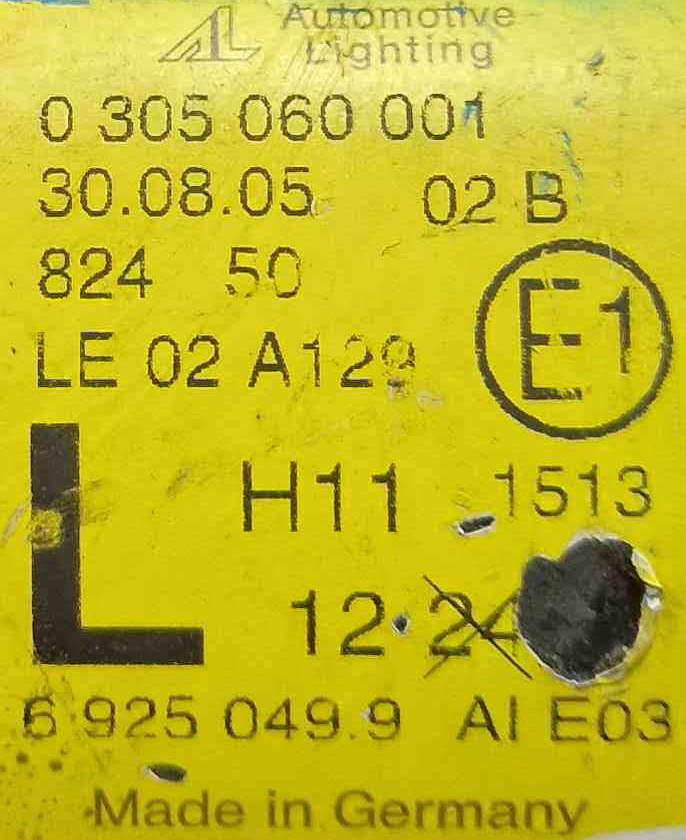 AL Automotive
Lighting
0 305 060 001
30.08.05 02 B
824 50
LE 02 A129
E1
L H11 1513
12 24
6 925 049.9 AI E03
Made in Germany